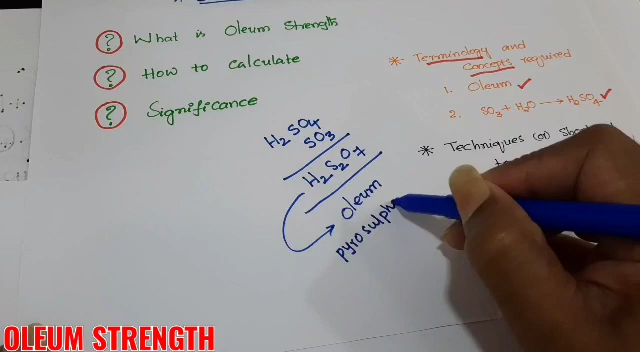 ? What is Oleum Strength
? How to Calculate
? Significance
* Terminology and
Concepts required
1. Oleum ✓
2. SO3 + H2O → H2SO4 ✓
* Techniques (or)
H2SO4
SO3
H2S2O7
Oleum
pyrosulph
OLEUM STRENGTH